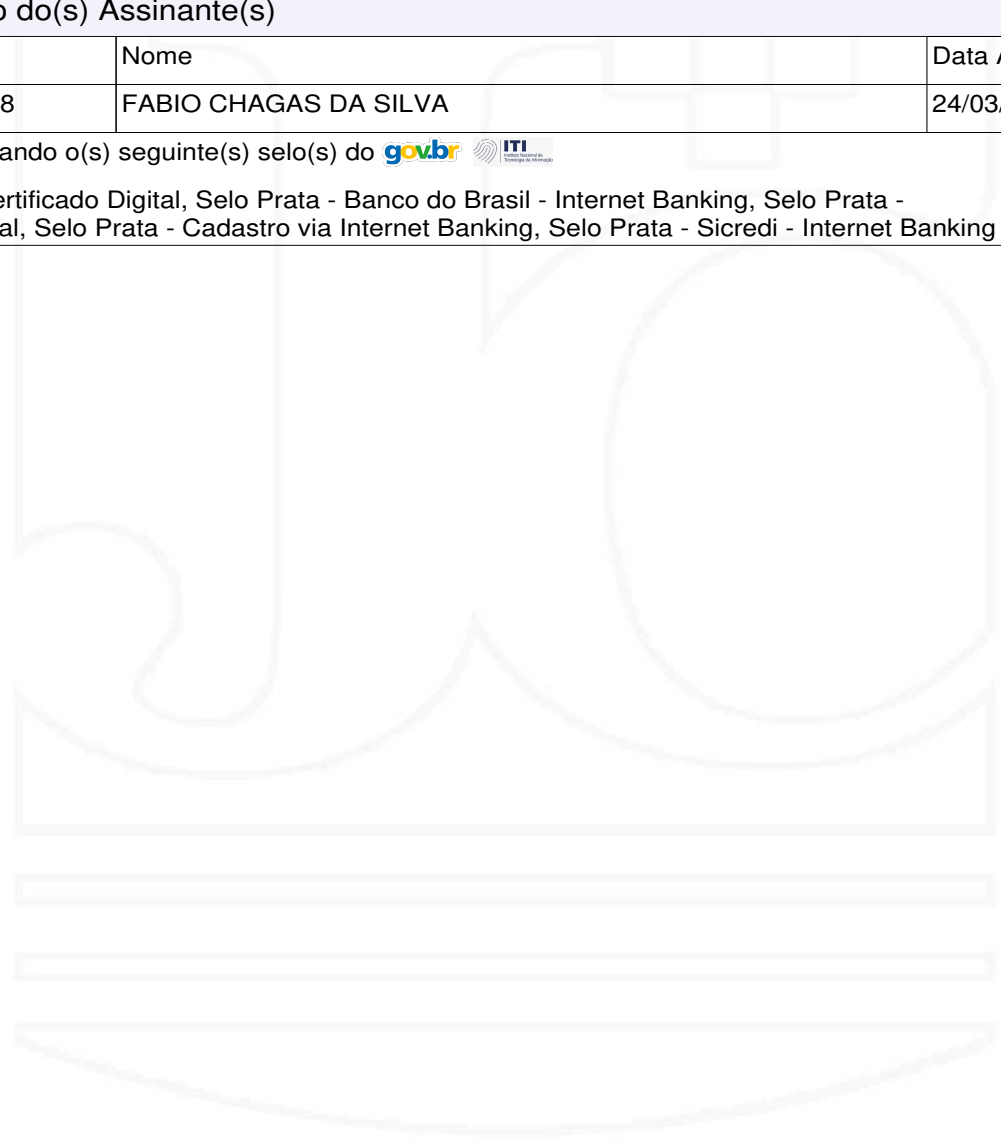 o do(s) Assinante(s)
Nome Data A
8 FABIO CHAGAS DA SILVA 24/03/
ando o(s) seguinte(s) selo(s) do gov.br ITI
ertificado Digital, Selo Prata - Banco do Brasil - Internet Banking, Selo Prata -
al, Selo Prata - Cadastro via Internet Banking, Selo Prata - Sicredi - Internet Banking